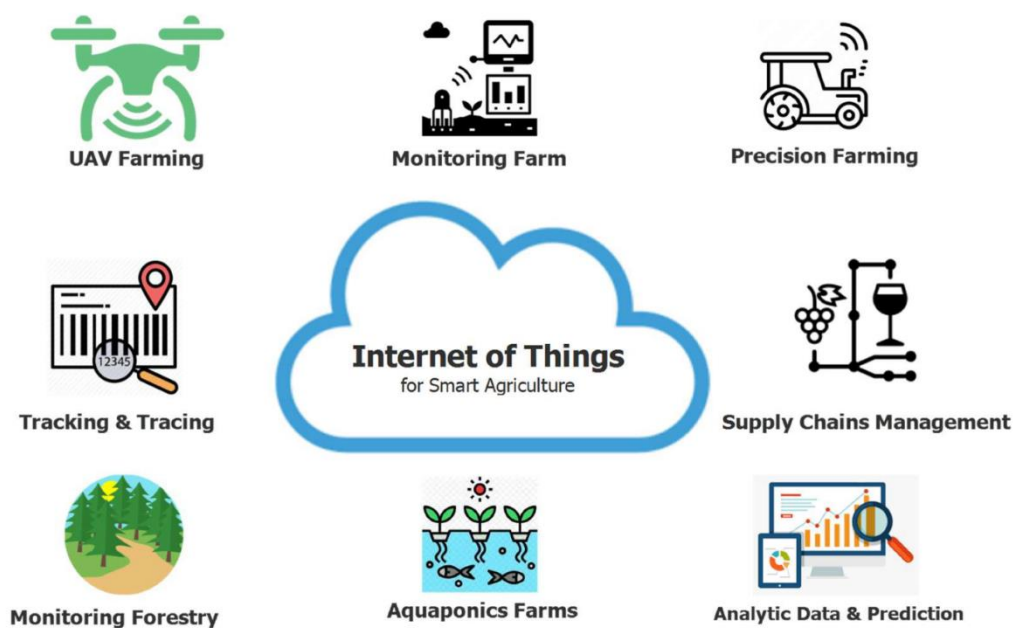 UAV Farming
Monitoring Farm
Precision Farming
Internet of Things
for Smart Agriculture
12345
Tracking & Tracing
Supply Chains Management
Monitoring Forestry
Aquaponics Farms
Analytic Data & Prediction